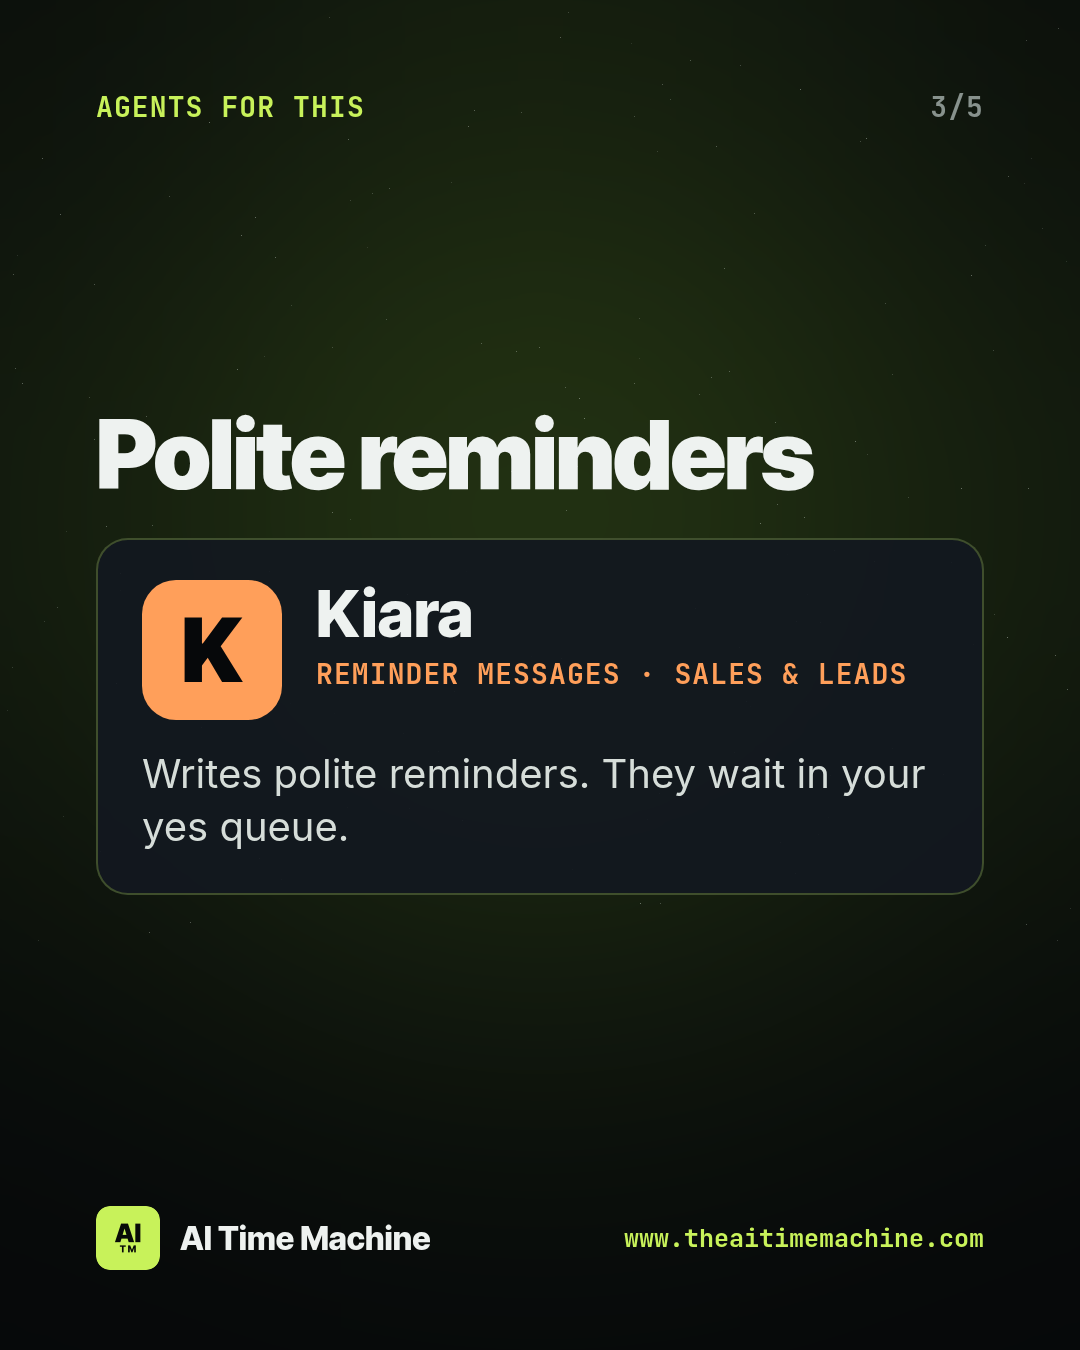 AGENTS FOR THIS
3/5
Polite reminders
K
Kiara
REMINDER MESSAGES · SALES & LEADS
Writes polite reminders. They wait in your
yes queue.
AI
TM
AI Time Machine
www.theaitimemachine.com